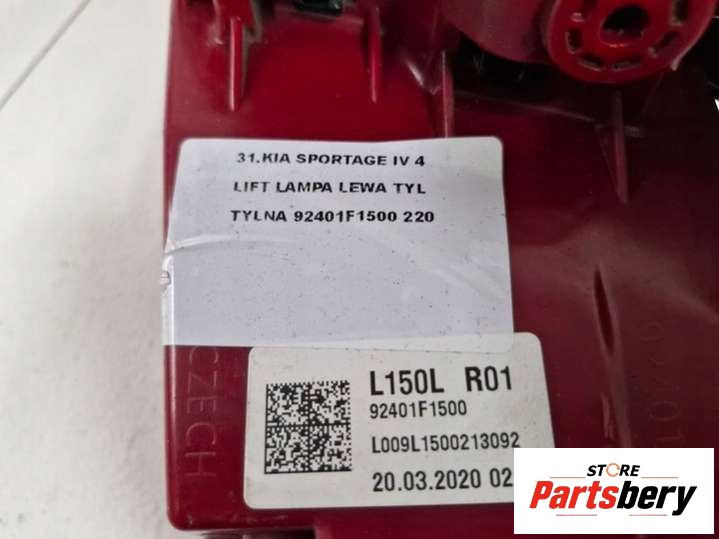 31.KIA SPORTAGE IV 4
LIFT LAMPA LEWA TYL
TYLNA 92401F1500 220
CZECH
L150L R01
92401F1500
L009L1500213092
20.03.2020 02
STORE
Partsbery